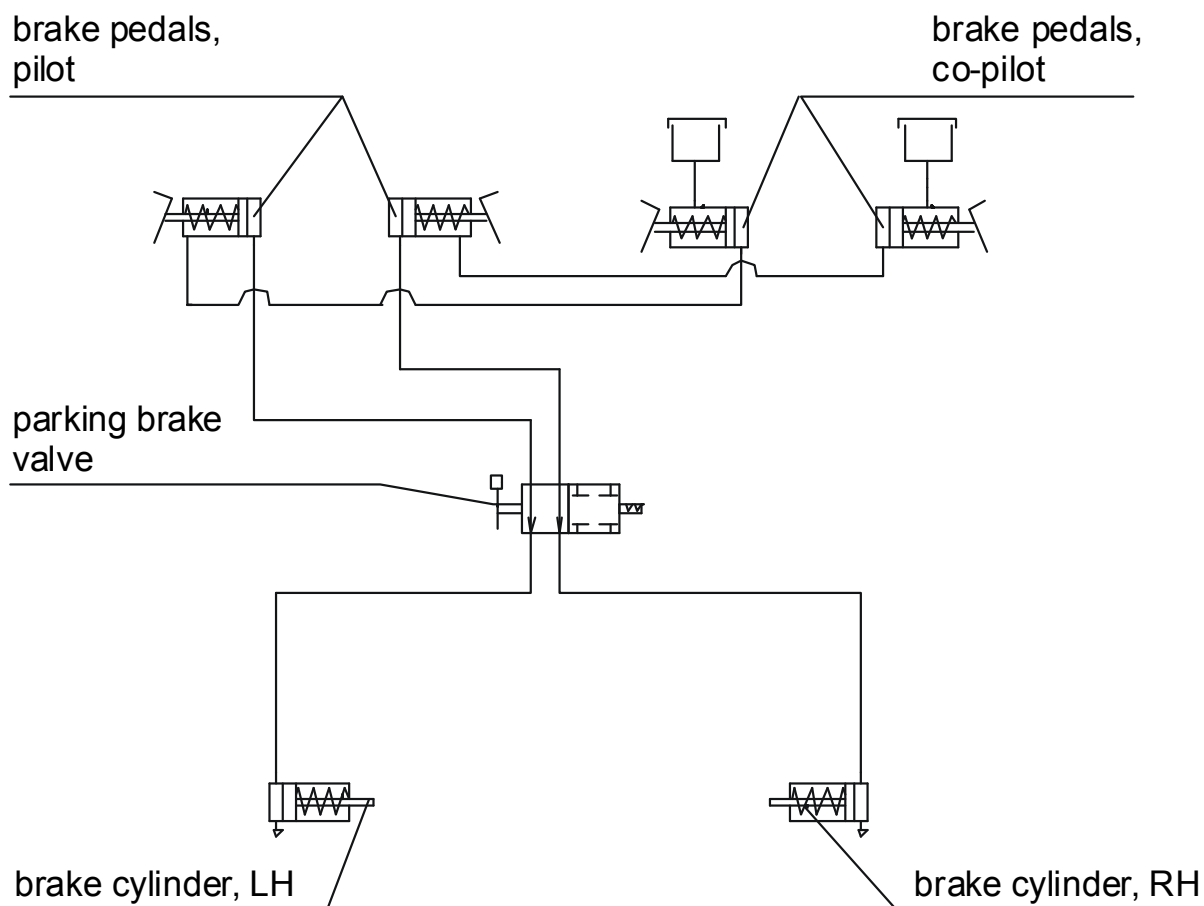 brake pedals,
pilot
brake pedals,
co-pilot
parking brake
valve
brake cylinder, LH
brake cylinder, RH